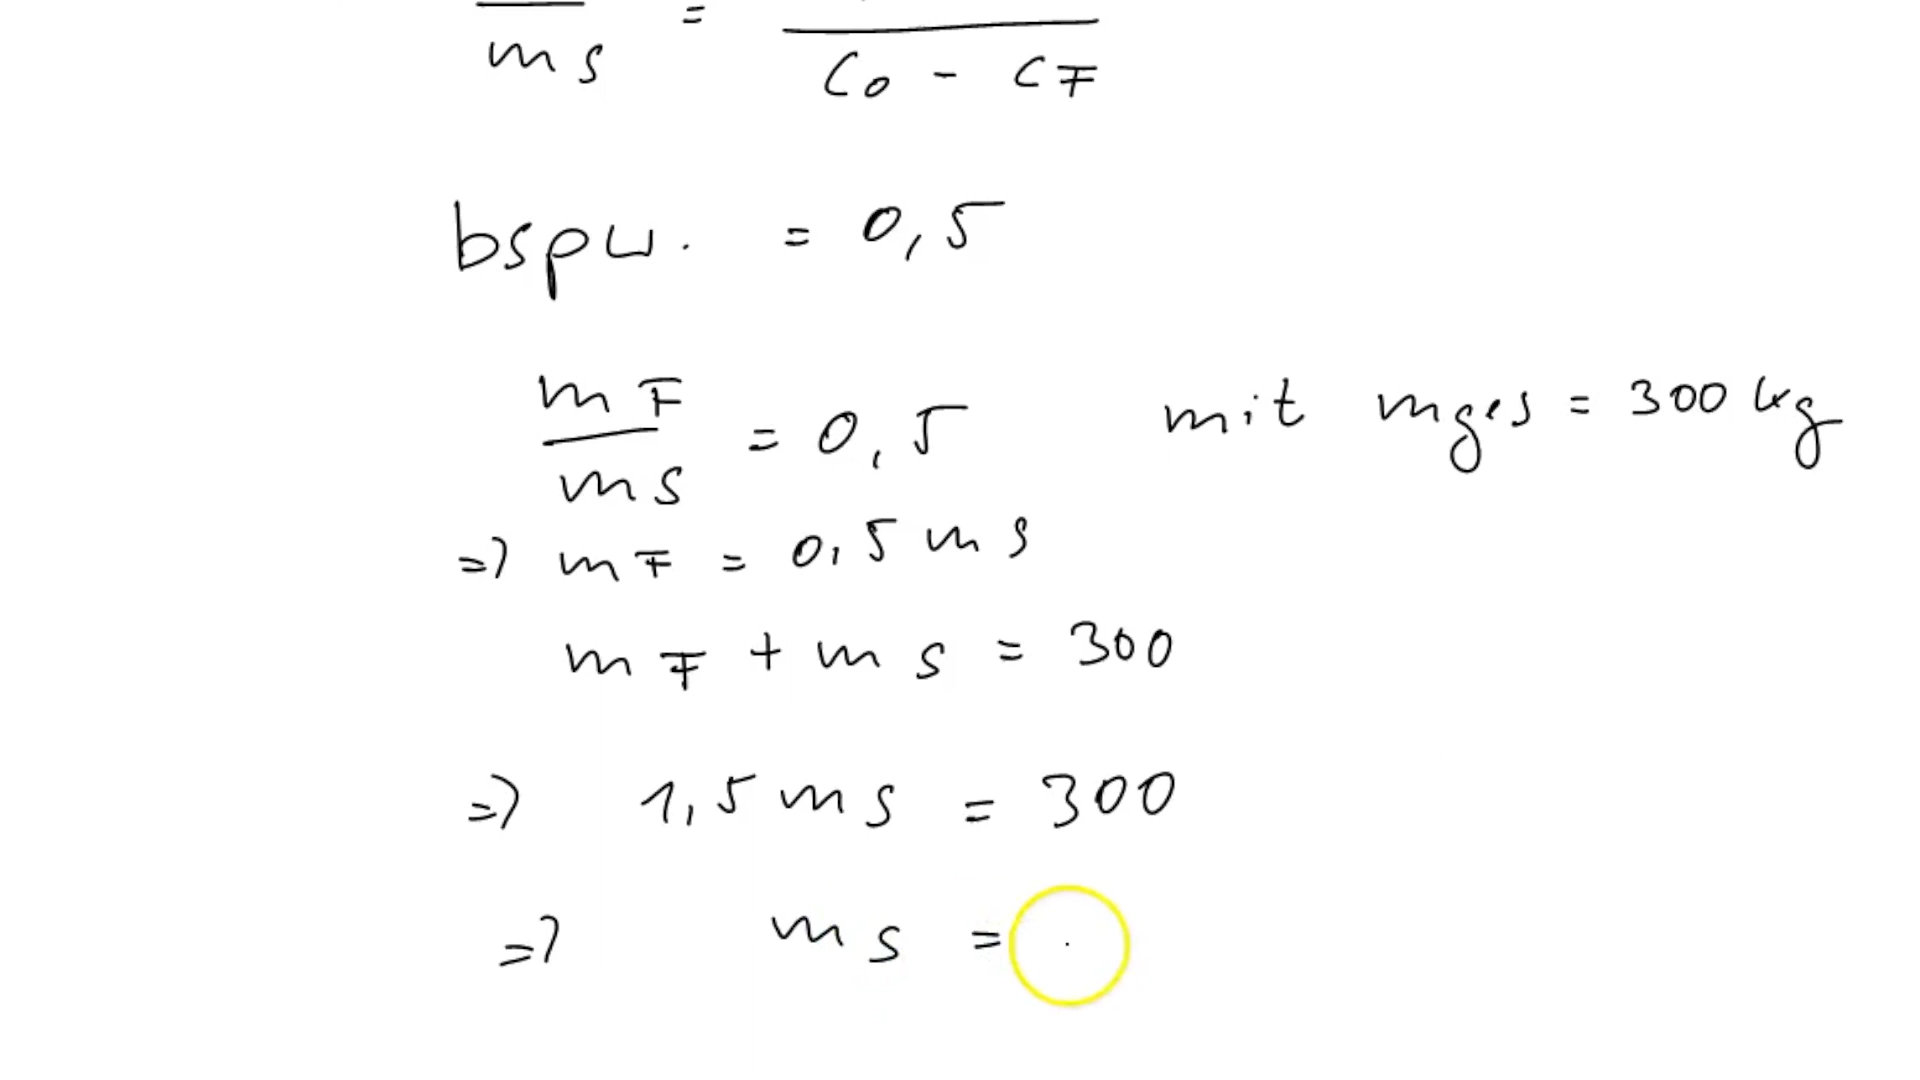 mS = 
C0 - CF
bspw. = 0,5
mF
mS = 0,5 mit mges = 300 kg
=> mF = 0,5 mS
mF + mS = 300
=> 1,5 mS = 300
=> mS =